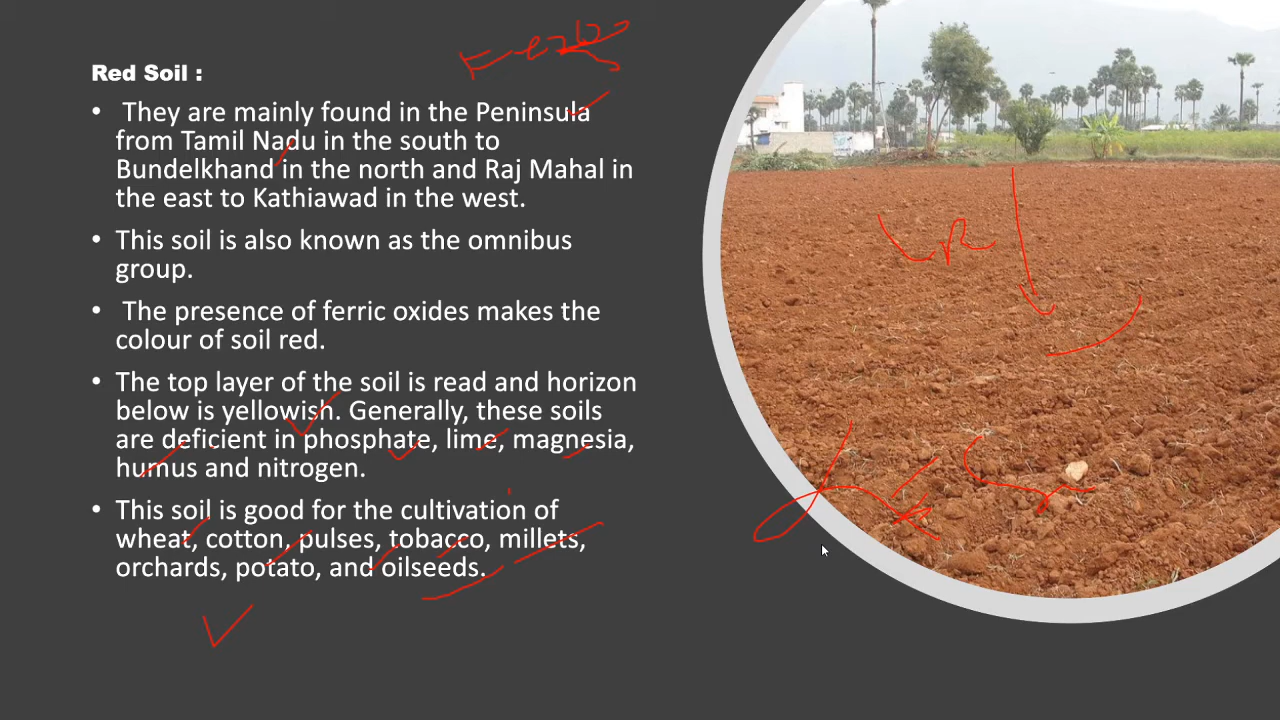 Red Soil :
• They are mainly found in the Peninsula
from Tamil Nadu in the south to
Bundelkhand in the north and Raj Mahal in
the east to Kathiawad in the west.
• This soil is also known as the omnibus
group.
• The presence of ferric oxides makes the
colour of soil red.
• The top layer of the soil is read and horizon
below is yellowish. Generally, these soils
are deficient in phosphate, lime, magnesia,
humus and nitrogen.
• This soil is good for the cultivation of
wheat, cotton, pulses, tobacco, millets,
orchards, potato, and oilseeds.